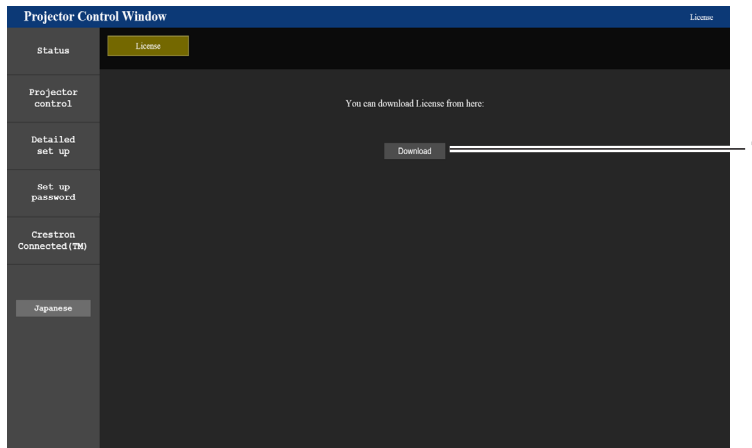 Projector Control Window
License
Status
License
Projector
control
You can download License from here:
Detailed
set up
Download
Set up
password
Crestron
Connected(TM)
Japanese